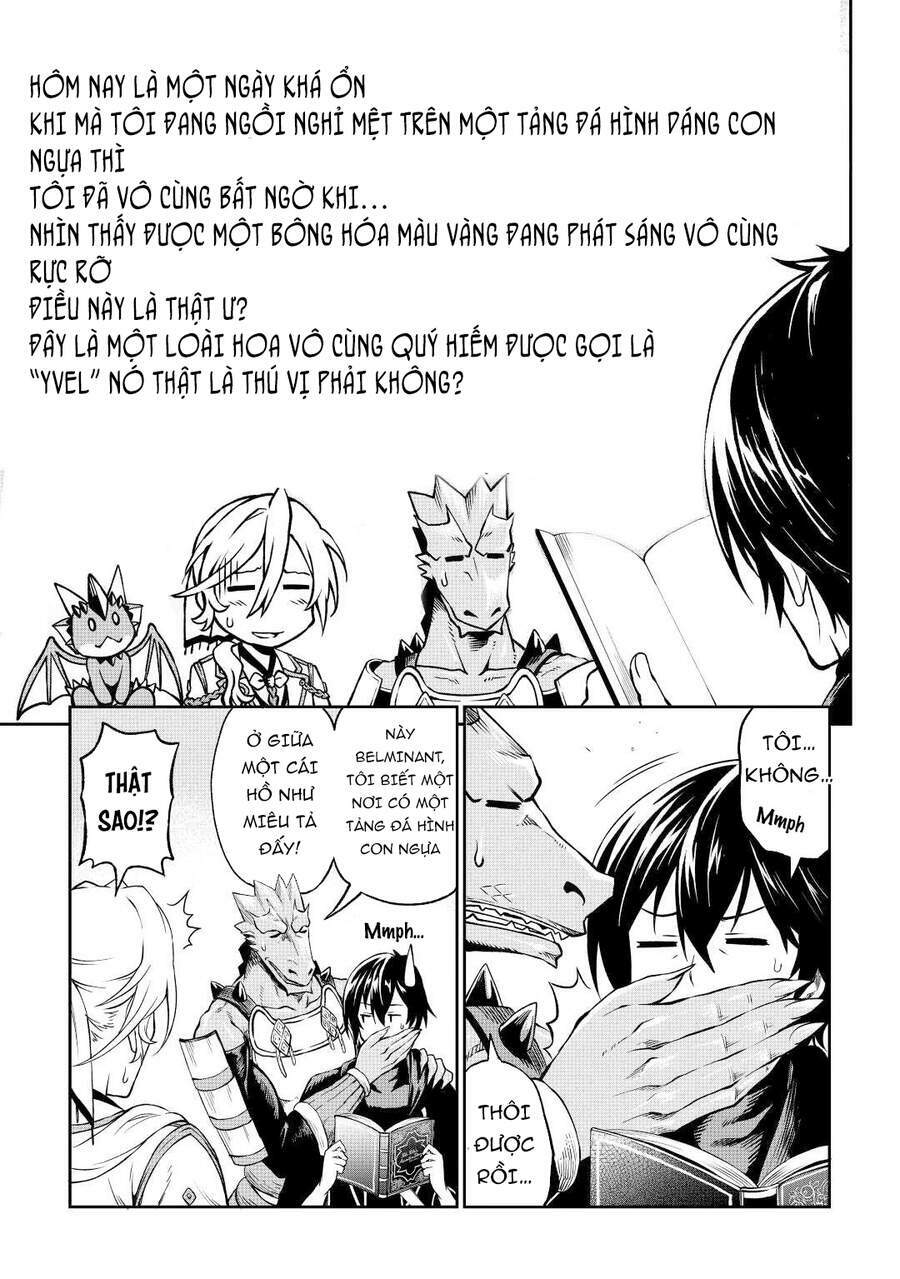 HÔM NAY LÀ MỘT NGÀY KHÁ ỔN
KHI MÀ TÔI ĐANG NGỒI NGHỈ MỆT TRÊN MỘT TẢNG ĐÁ HÌNH DÁNG CON
NGỰA THÌ
TÔI ĐÃ VÔ CÙNG BẤT NGỜ KHI...
NHÌN THẤY ĐƯỢC MỘT BÔNG HÓA MÀU VÀNG ĐANG PHÁT SÁNG VÔ CÙNG
RỰC RỠ
ĐIỀU NÀY LÀ THẬT Ư?
ĐÂY LÀ MỘT LOÀI HOA VÔ CÙNG QUÝ HIẾM ĐƯỢC GỌI LÀ
"YVEL" NÓ THẬT LÀ THÚ VỊ PHẢI KHÔNG?
TÔI...
KHÔNG...
Mmph
THÔI
ĐƯỢC
RỒI...
NÀY
BELMINANT,
TÔI BIẾT MỘT
NƠI CÓ MỘT
TẢNG ĐÁ HÌNH
CON NGỰA
Ở GIỮA
MỘT CÁI
HỒ NHƯ
MIÊU TẢ
ĐẤY!
Mmph...
THẬT
SAO!?